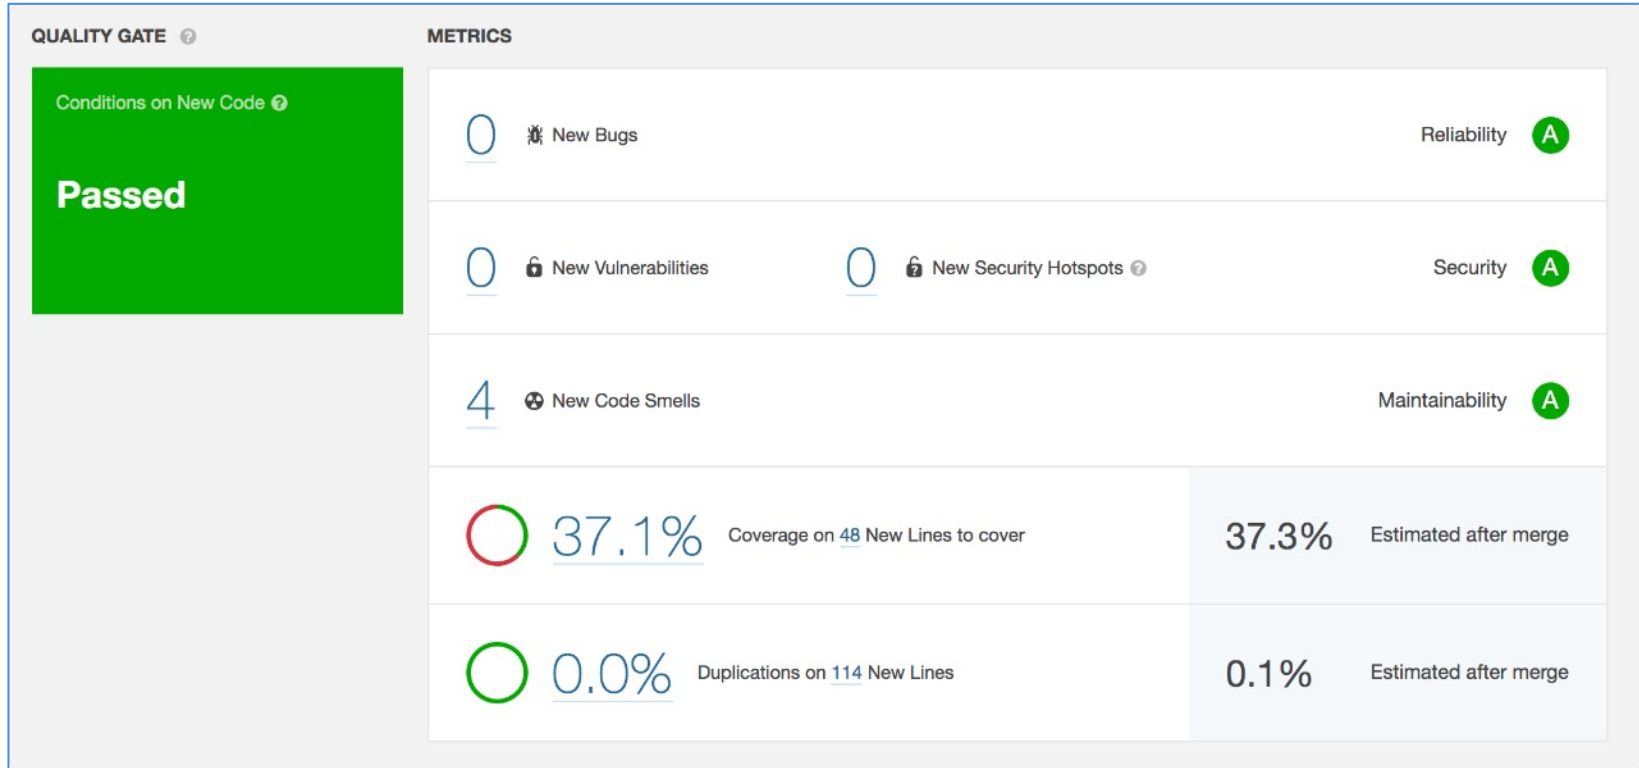 QUALITY GATE ?
METRICS
Conditions on New Code ?
Passed
0 New Bugs
Reliability A
0 New Vulnerabilities
0 ? New Security Hotspots ?
Security A
4 New Code Smells
Maintainability A
37.1% Coverage on 48 New Lines to cover
37.3% Estimated after merge
0.0% Duplications on 114 New Lines
0.1% Estimated after merge